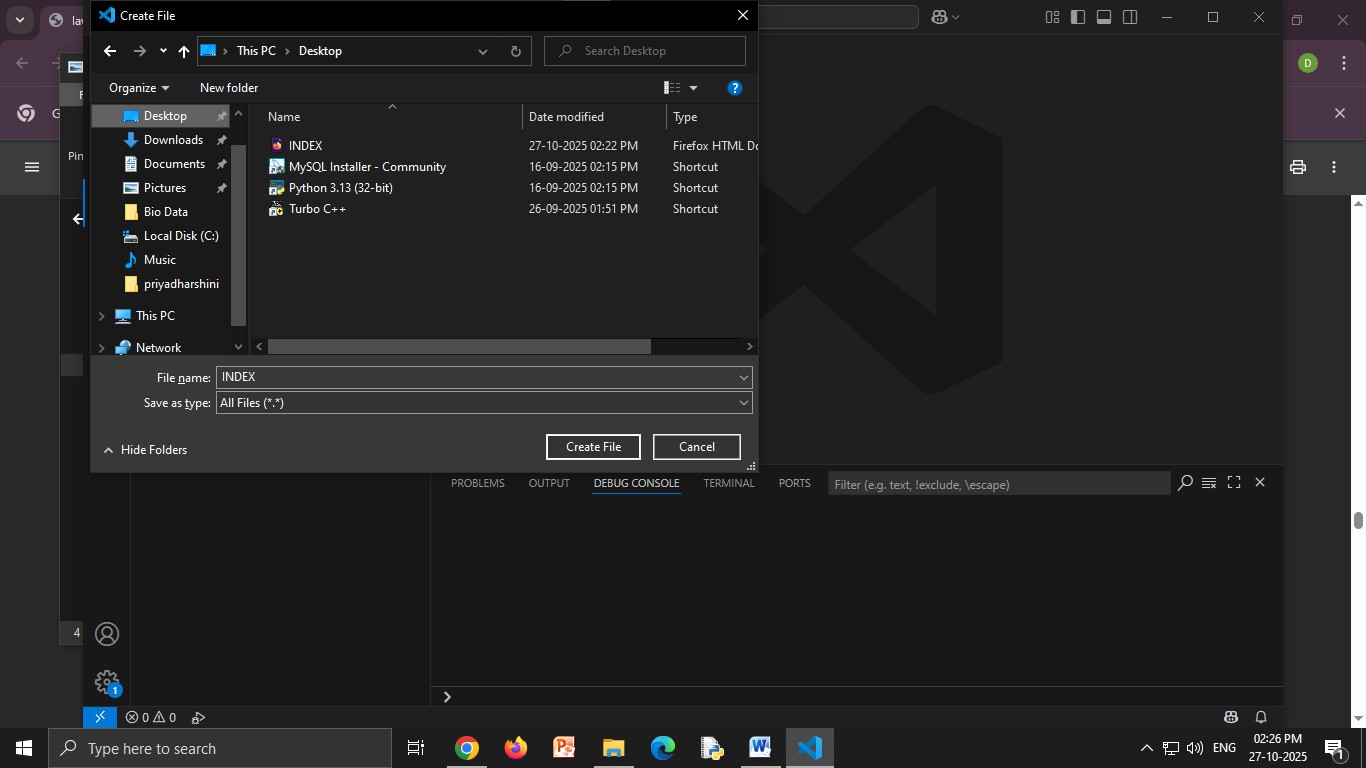 lav
Create File
This PC
Desktop
Search Desktop
D
Organize
New folder
?
G
F
Name
Date modified
Type
Desktop
INDEX
27-10-2025 02:22 PM
Firefox HTML Do
Downloads
MySQL Installer - Community
16-09-2025 02:15 PM
Shortcut
Pin
Documents
Python 3.13 (32-bit)
16-09-2025 02:15 PM
Shortcut
Pictures
Turbo C++
26-09-2025 01:51 PM
Shortcut
Bio Data
Local Disk (C:)
Music
priyadharshini
This PC
Network
File name:
INDEX
Save as type:
All Files (*.*)
Hide Folders
Create File
Cancel
PROBLEMS
OUTPUT
DEBUG CONSOLE
TERMINAL
PORTS
Filter (e.g. text, !exclude, \escape)
4
1
0
0
Type here to search
ENG
02:26 PM
27-10-2025
1